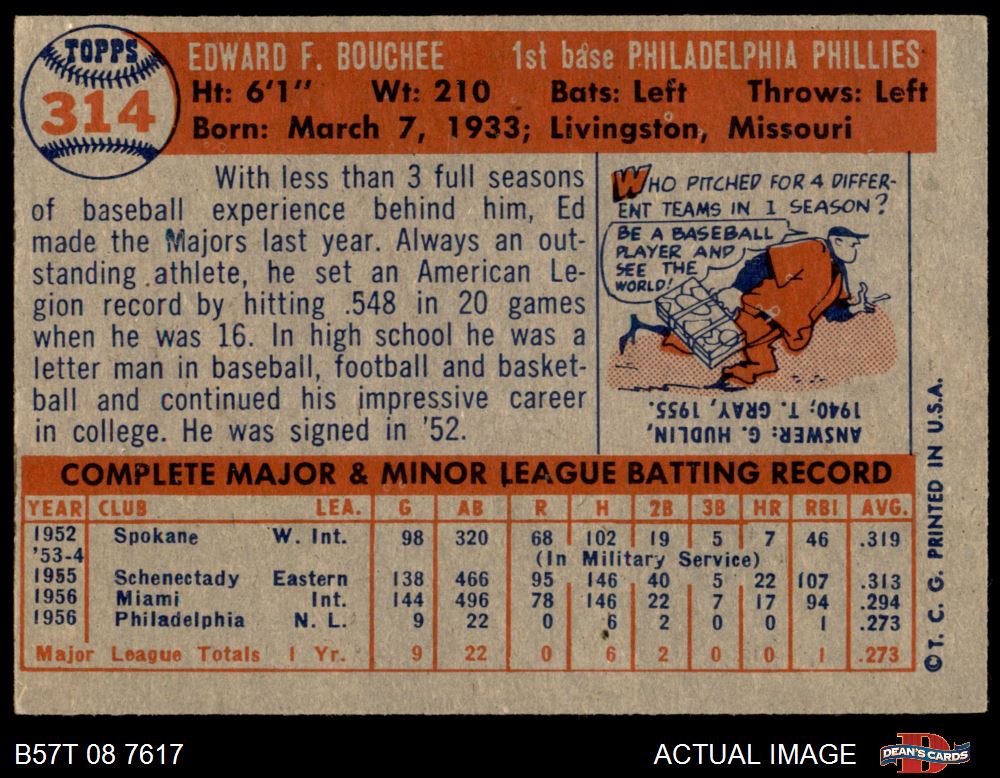 TOPPS
314
EDWARD F. BOUCHEE 1st base PHILADELPHIA PHILLIES
Ht: 6'1" Wt: 210 Bats: Left Throws: Left
Born: March 7, 1933; Livingston, Missouri
With less than 3 full seasons
of baseball experience behind him, Ed
made the Majors last year. Always an out-
standing athlete, he set an American Le-
gion record by hitting .548 in 20 games
when he was 16. In high school he was a
letter man in baseball, football and basket-
ball and continued his impressive career
in college. He was signed in '52.
WHO PITCHED FOR 4 DIFFER-
ENT TEAMS IN 1 SEASON?
BE A BASEBALL
PLAYER AND
SEE THE
WORLD!
ANSWER: G. HUDLIN,
1940; T. GRAY, 1955.
COMPLETE MAJOR & MINOR LEAGUE BATTING RECORD
YEAR CLUB LEA. G AB R H 2B 3B HR RBI AVG.
1952 Spokane W. Int. 98 320 68 102 19 5 7 46 .319
'53-4 (In Military Service)
1955 Schenectady Eastern 138 466 95 146 40 5 22 107 .313
1956 Miami Int. 144 496 78 146 22 7 17 94 .294
1956 Philadelphia N. L. 9 22 0 6 2 0 0 1 .273
Major League Totals 1 Yr. 9 22 0 6 2 0 0 1 .273
©T. C. G. PRINTED IN U.S.A.
B57T 08 7617 ACTUAL IMAGE
D
DEAN'S CARDS